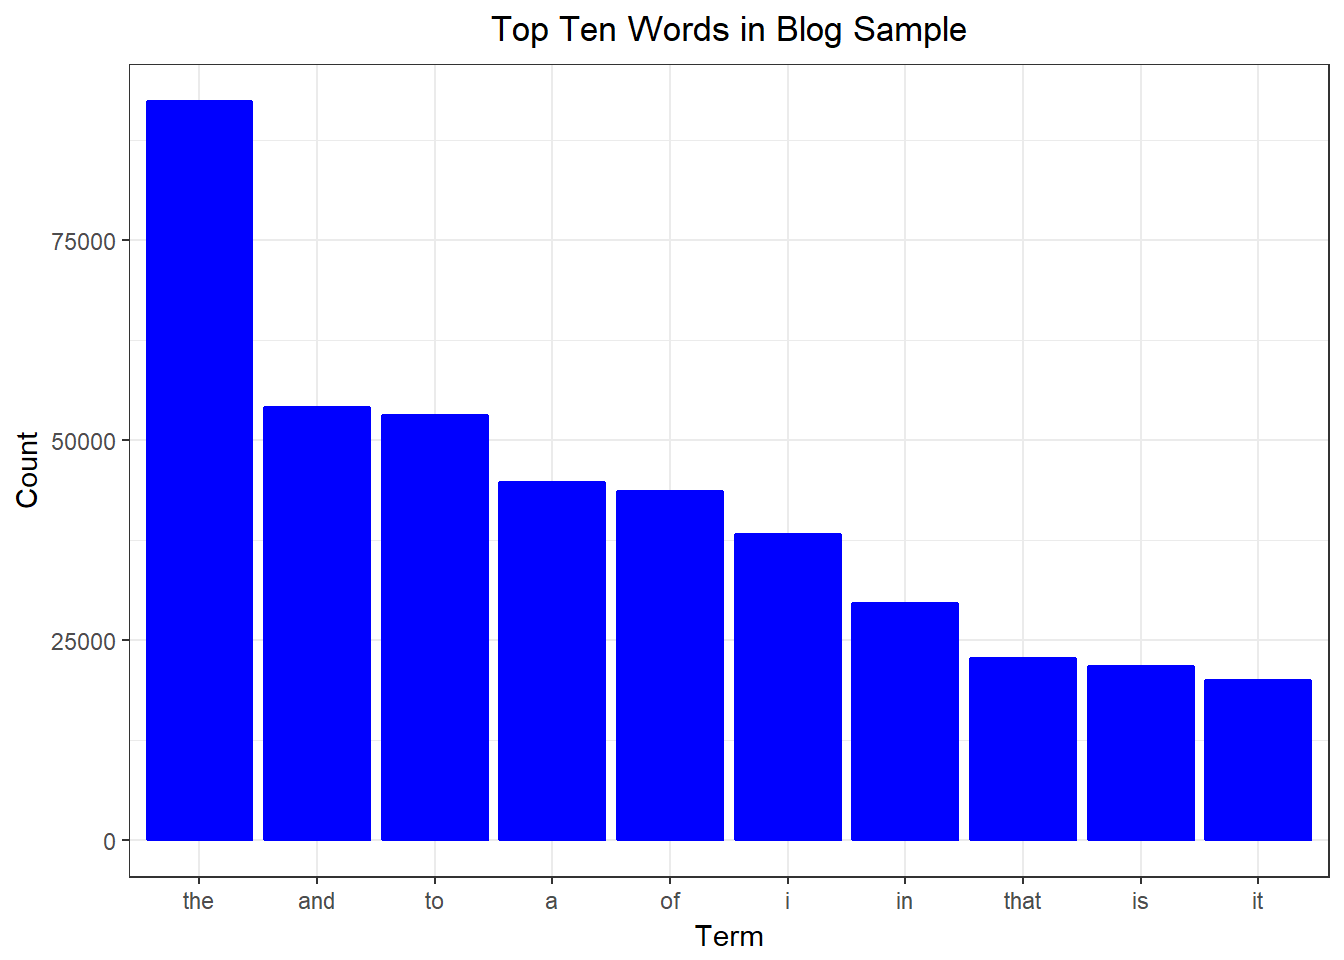 Top Ten Words in Blog Sample
Count
75000
50000
25000
0
the and to a of i in that is it
Term